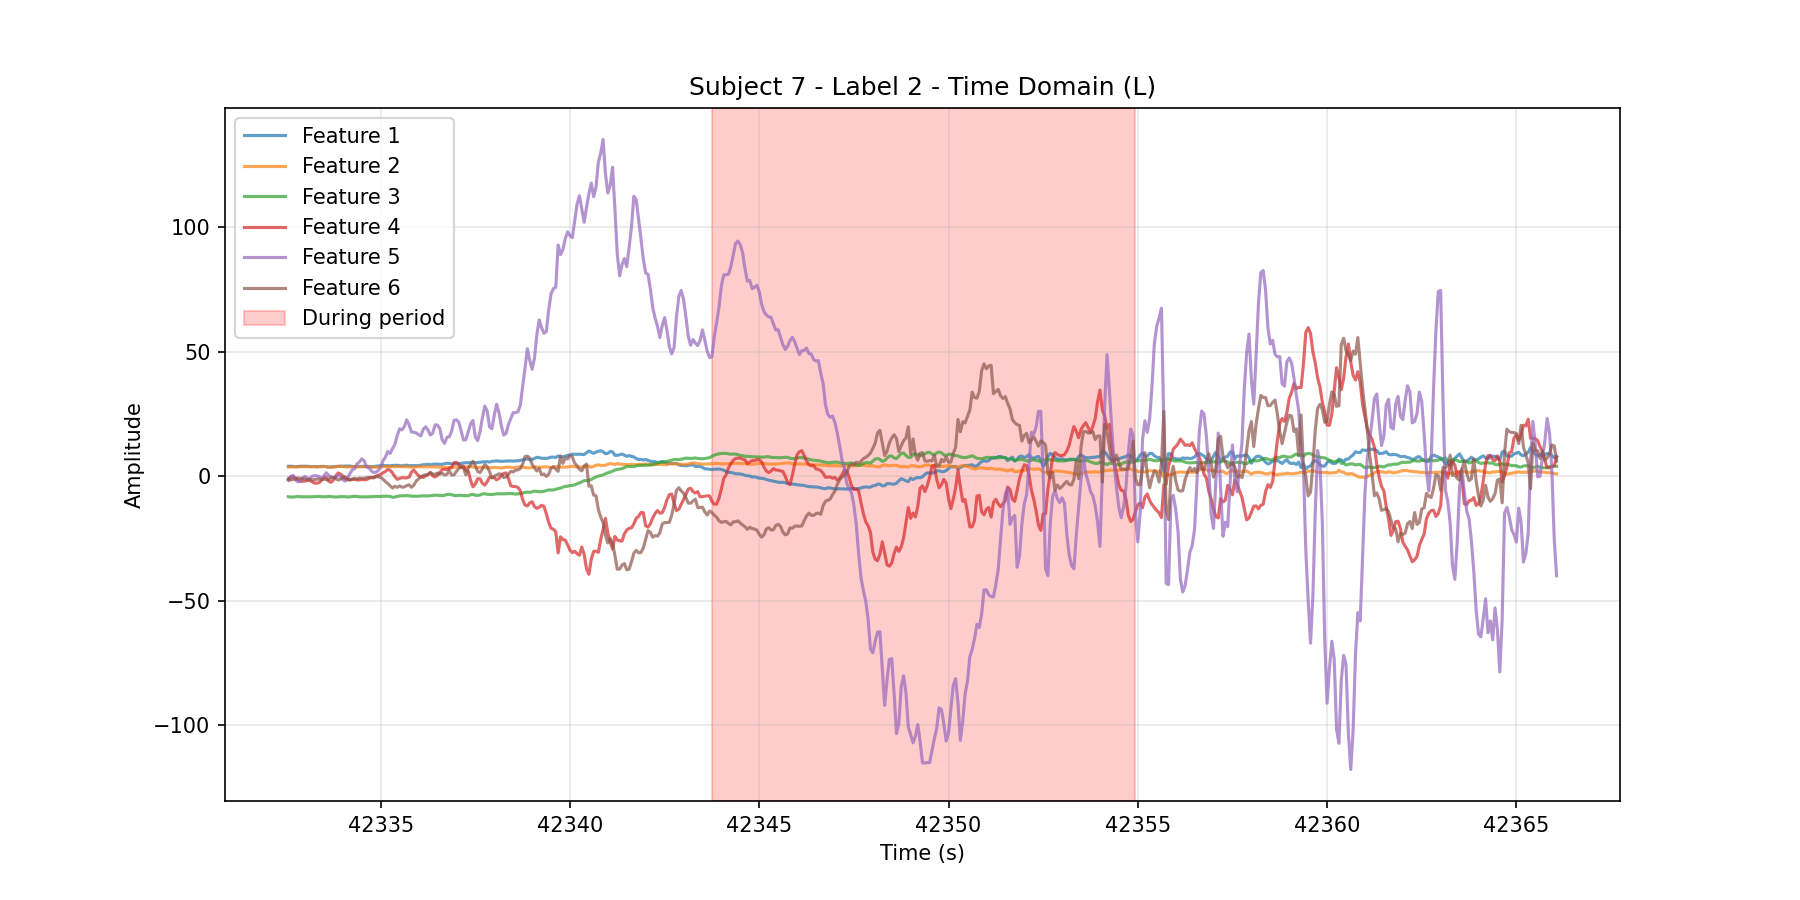 Subject 7 - Label 2 - Time Domain (L)
Feature 1
Feature 2
Feature 3
Feature 4
Feature 5
Feature 6
During period
100
50
0
−50
−100
Amplitude
42335 42340 42345 42350 42355 42360 42365
Time (s)